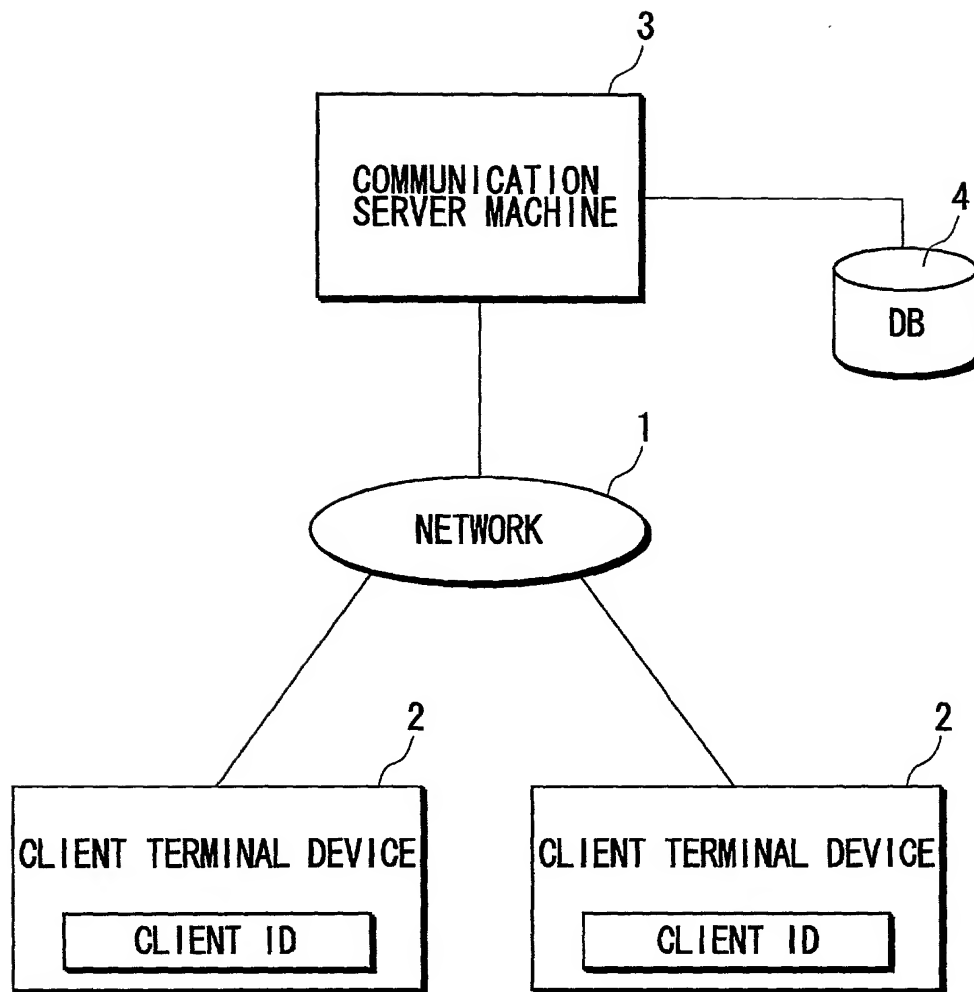 3
COMMUNICATION
SERVER MACHINE
4
DB
1
NETWORK
2
2
CLIENT TERMINAL DEVICE
CLIENT TERMINAL DEVICE
CLIENT ID
CLIENT ID